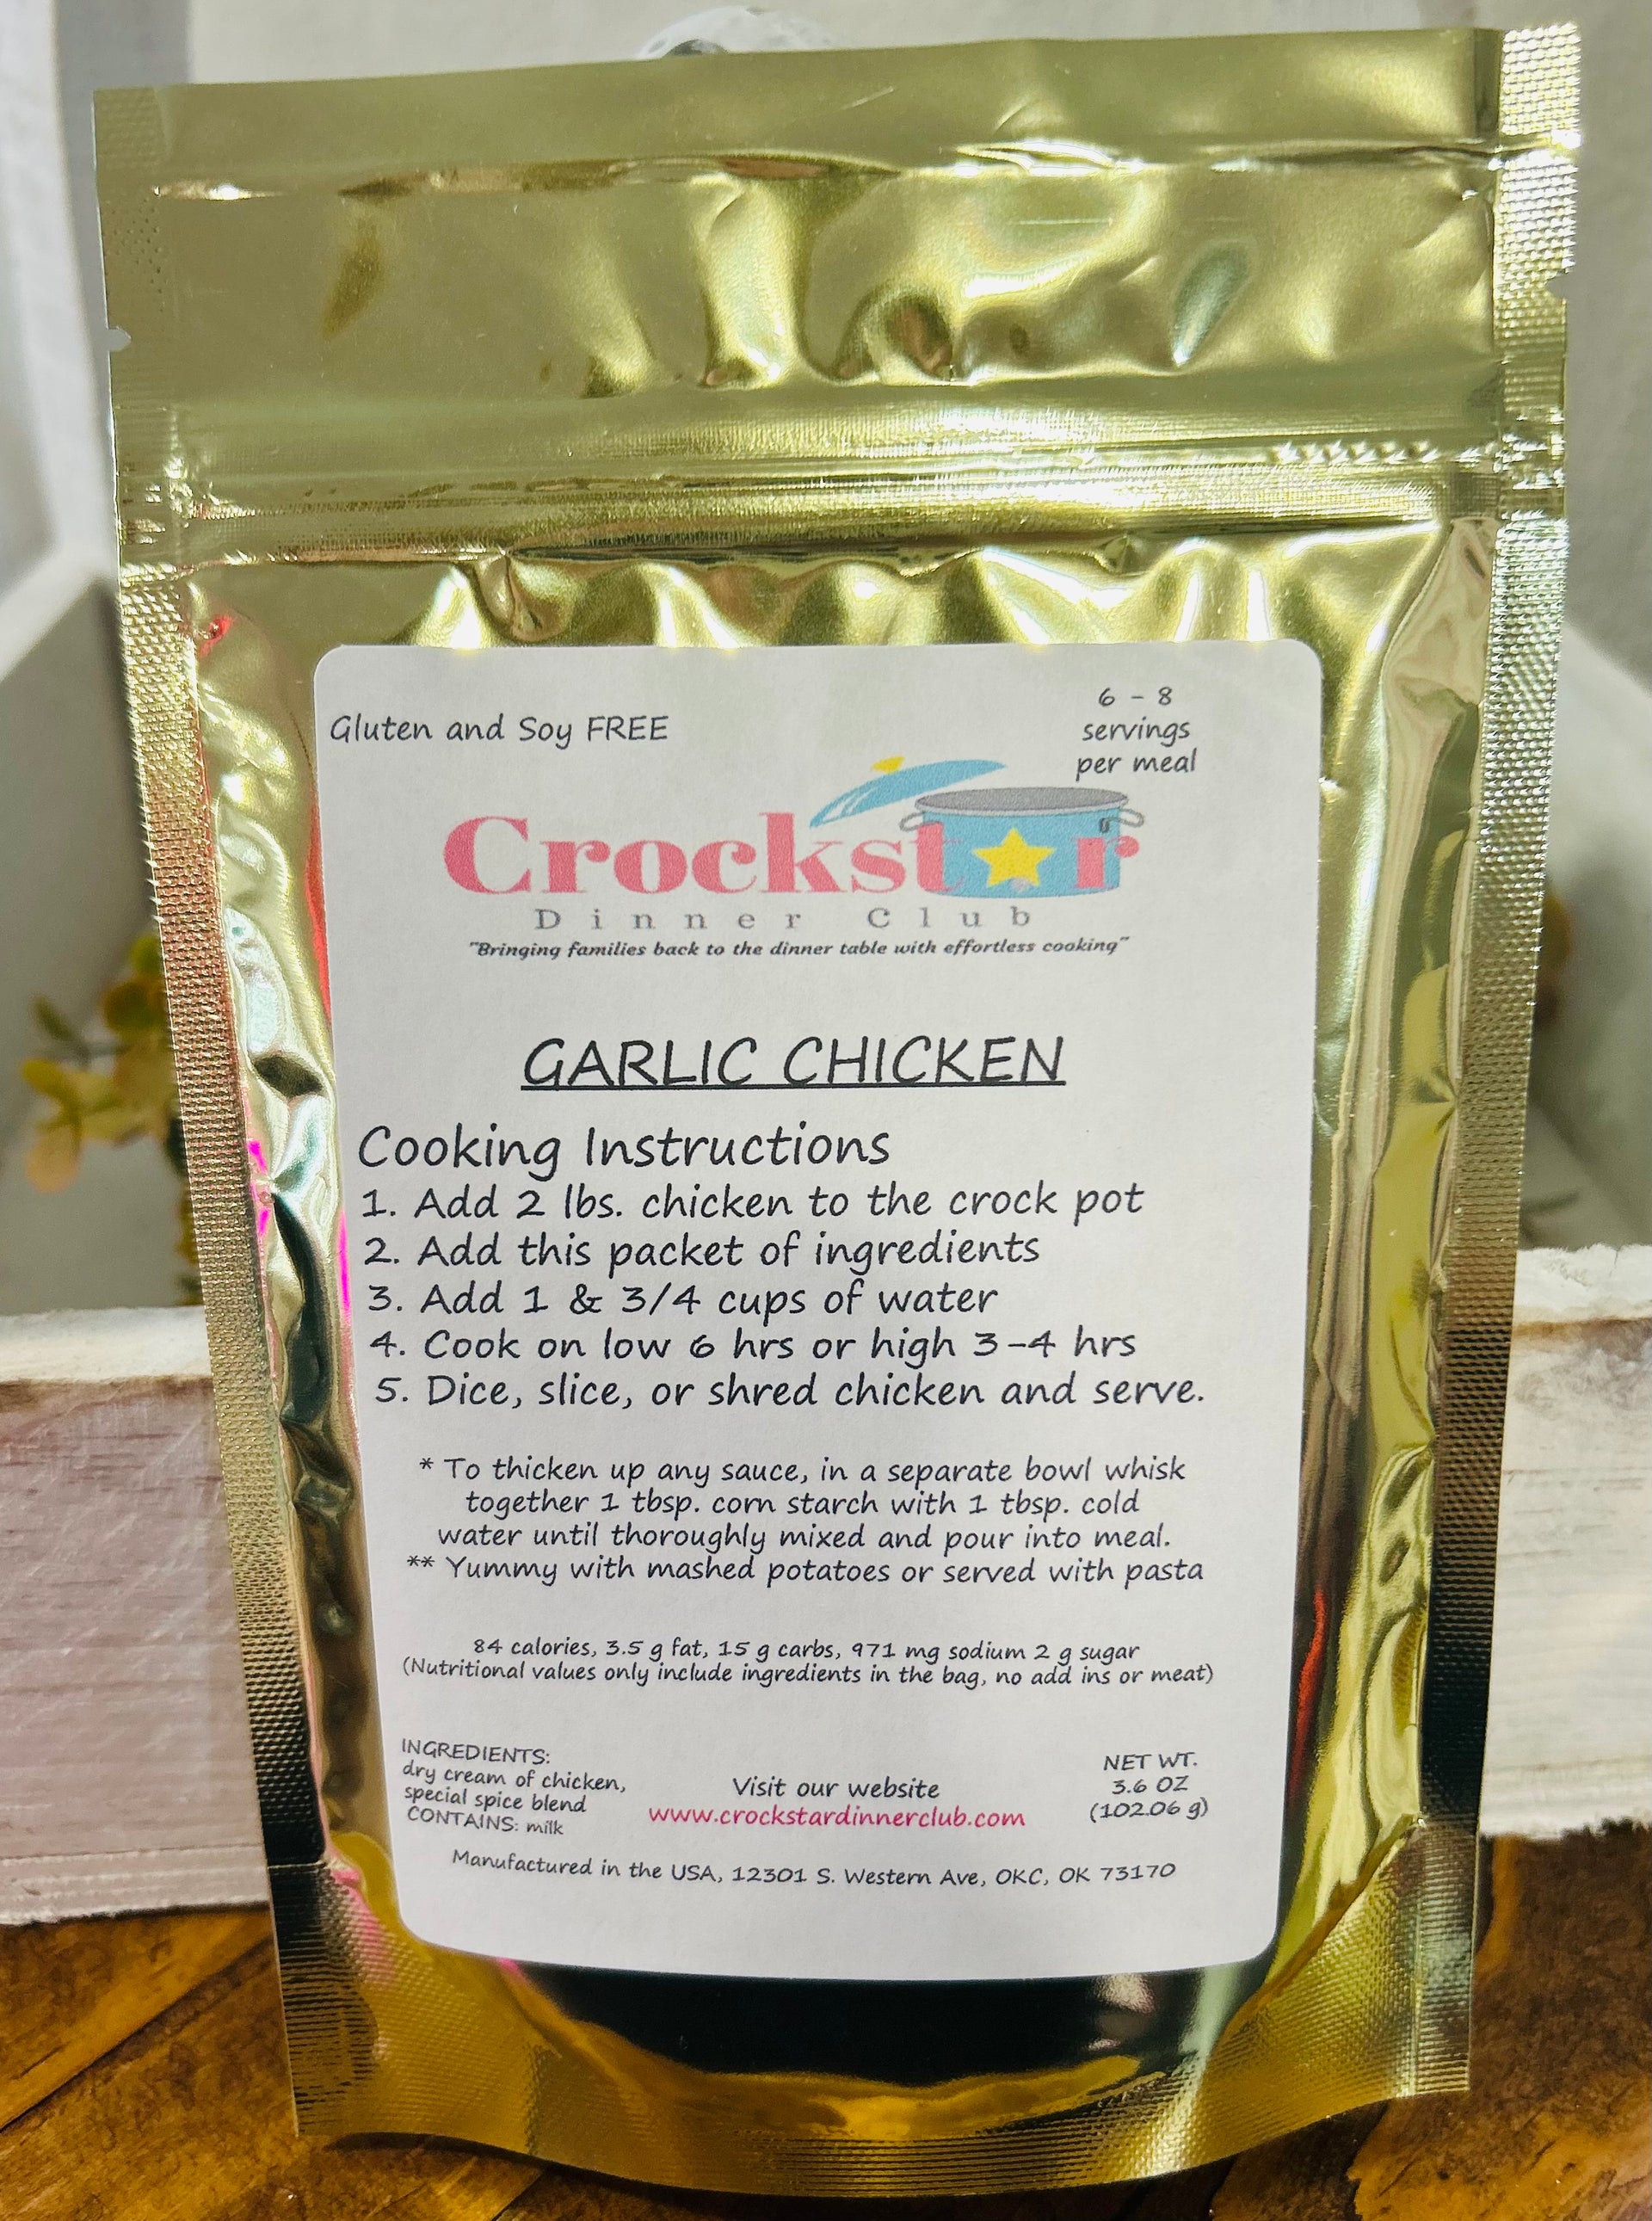 Gluten and Soy FREE
6 - 8
servings
per meal
Crockstar
Dinner Club
"Bringing families back to the dinner table with effortless cooking"
GARLIC CHICKEN
Cooking Instructions
1. Add 2 lbs. chicken to the crock pot
2. Add this packet of ingredients
3. Add 1 & 3/4 cups of water
4. Cook on low 6 hrs or high 3-4 hrs
5. Dice, slice, or shred chicken and serve.
* To thicken up any sauce, in a separate bowl whisk
together 1 tbsp. corn starch with 1 tbsp. cold
water until thoroughly mixed and pour into meal.
** Yummy with mashed potatoes or served with pasta
84 calories, 3.5 g fat, 15 g carbs, 971 mg sodium 2 g sugar
(Nutritional values only include ingredients in the bag, no add ins or meat)
INGREDIENTS:
dry cream of chicken,
special spice blend
CONTAINS: milk
Visit our website
www.crockstardinnerclub.com
NET WT.
3.6 OZ
(102.06 g)
Manufactured in the USA, 12301 S. Western Ave, OKC, OK 73170